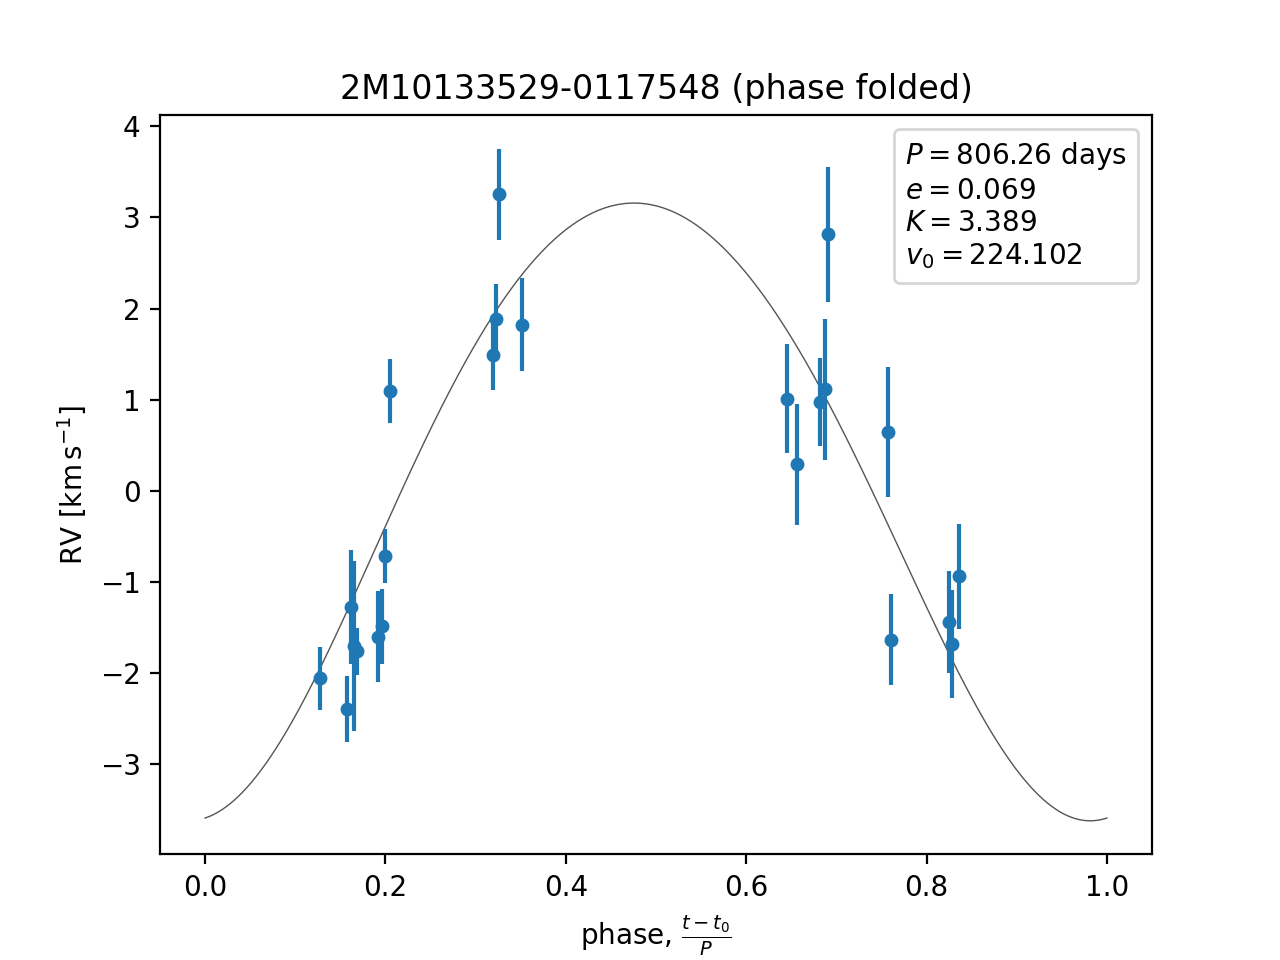 2M10133529-0117548 (phase folded)
P = 806.26 days
e = 0.069
K = 3.389
v₀ = 224.102
4
3
2
1
0
−1
−2
−3
RV [km s⁻¹]
0.0 0.2 0.4 0.6 0.8 1.0
phase, (t − t₀)/P